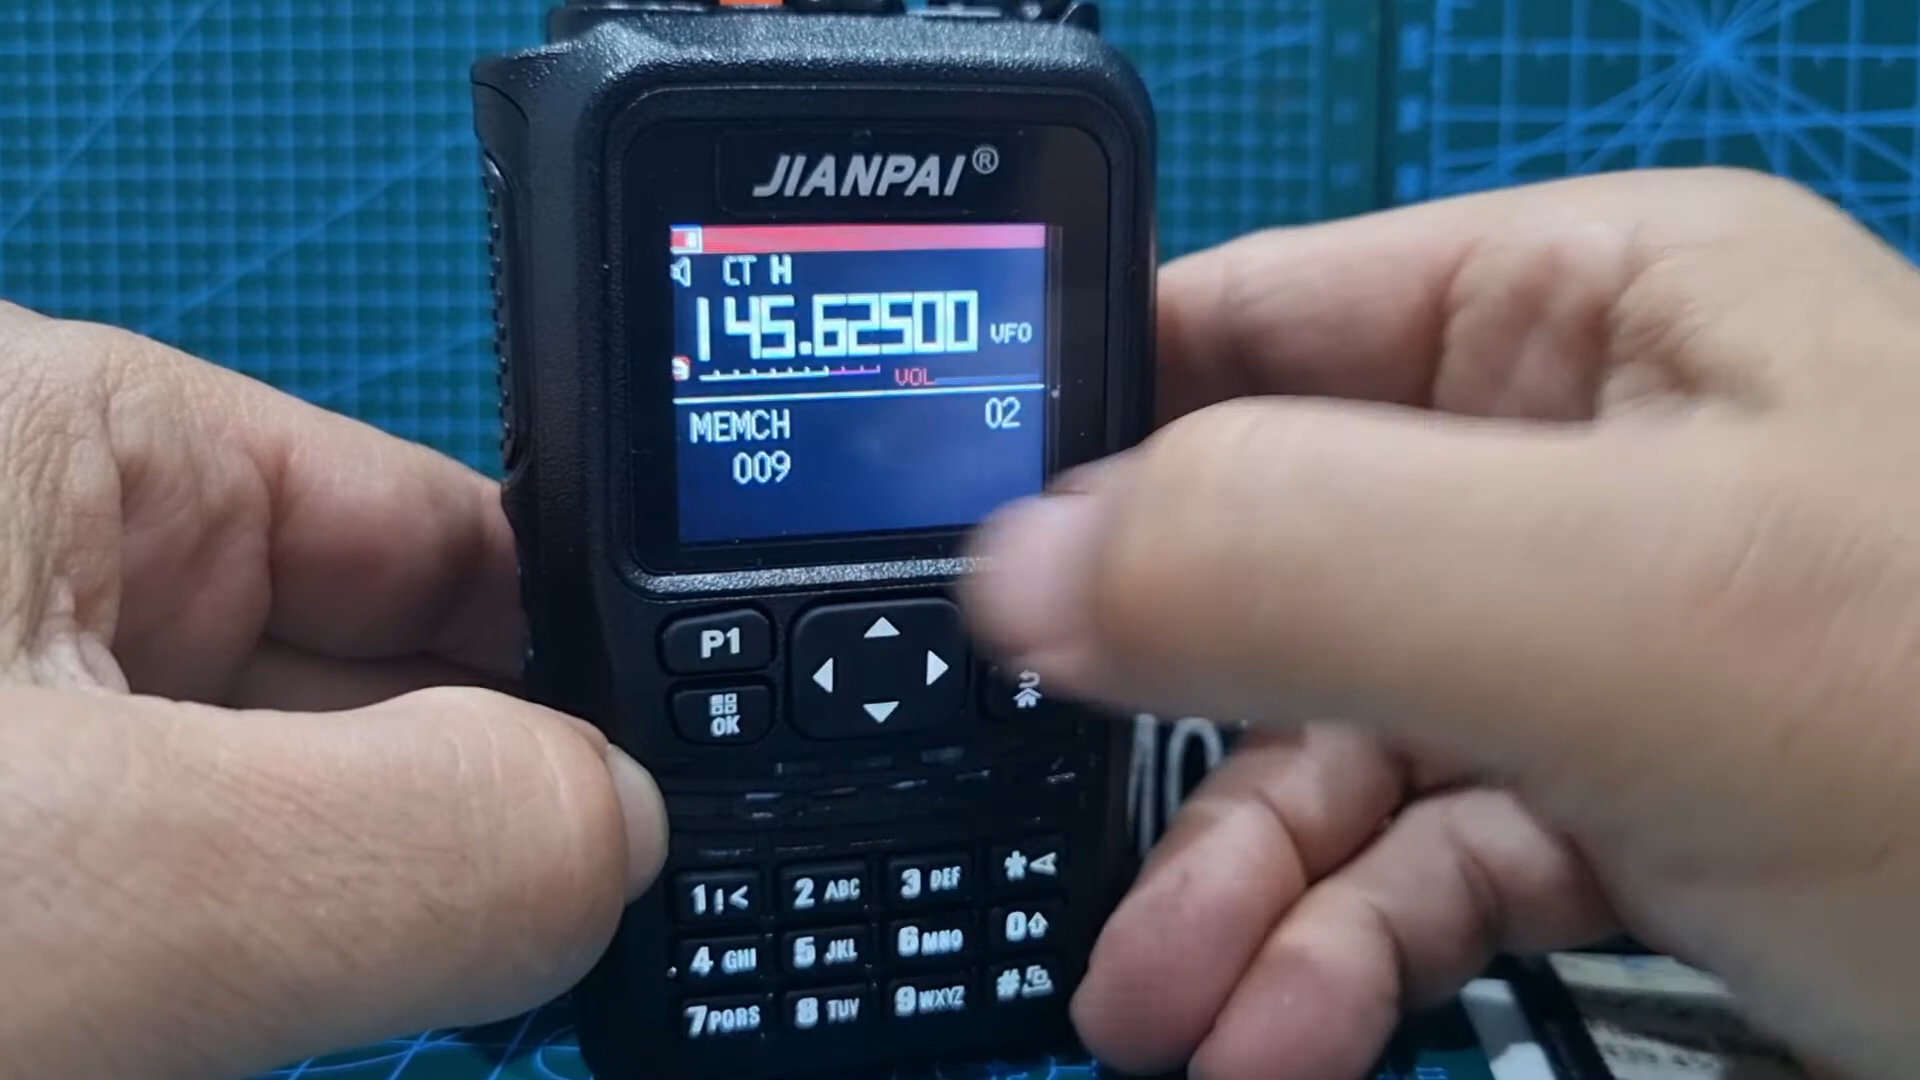 JIANPAI®
CT H
145.62500 VFO
VOL
MEMCH 02
009
P1
OK
1!< 2 ABC 3 DEF *
4 GHI 5 JKL 6 MNO 0
7 PQRS 8 TUV 9 WXYZ #